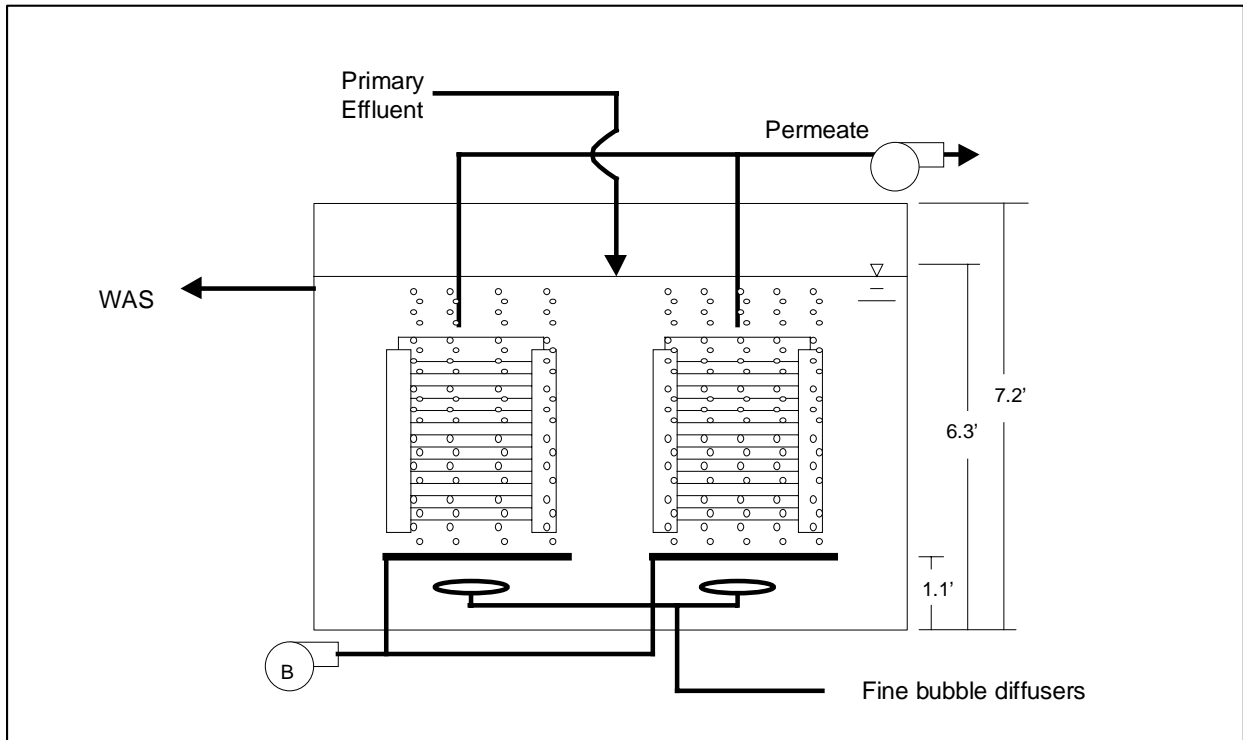 Primary
Effluent
Permeate
WAS
7.2’
6.3’
1.1’
B
Fine bubble diffusers